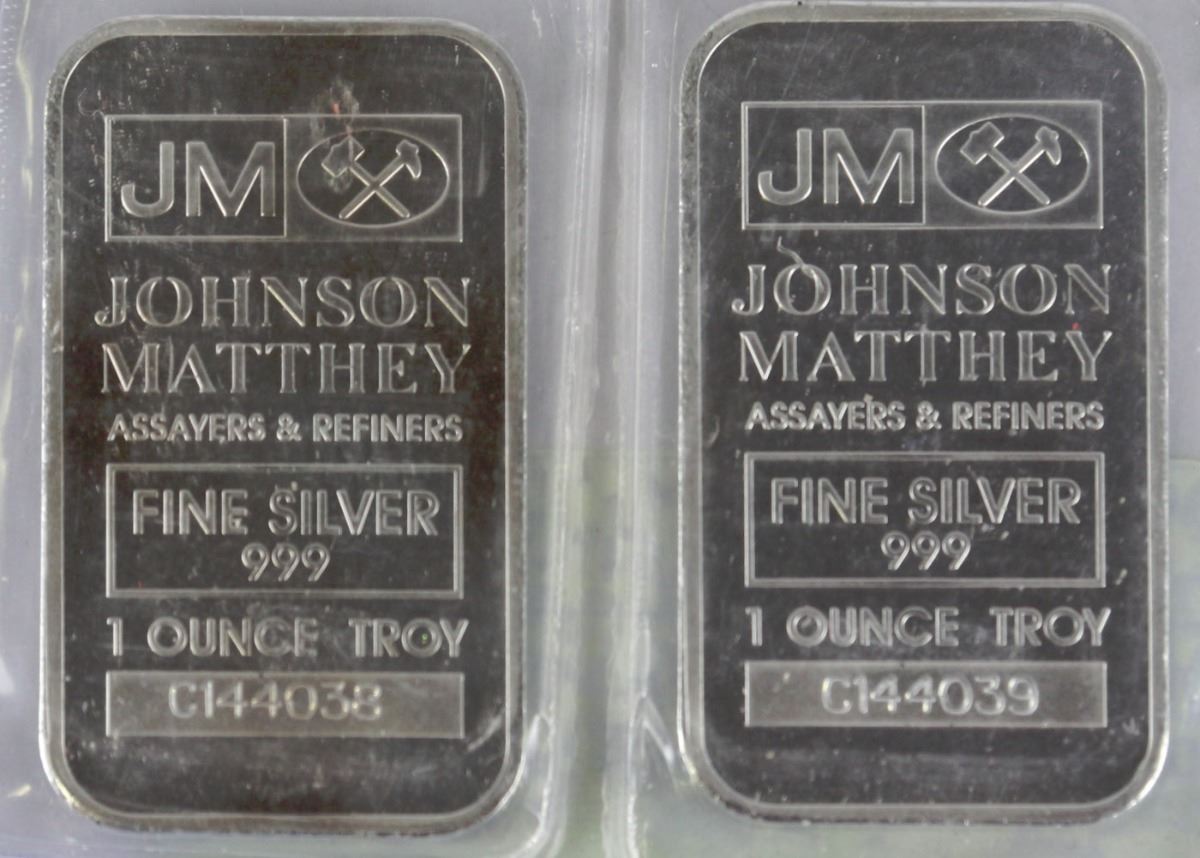 JM
JOHNSON
MATTHEY
ASSAYERS & REFINERS
FINE SILVER
999
1 OUNCE TROY
C144038
JM
JOHNSON
MATTHEY
ASSAYERS & REFINERS
FINE SILVER
999
1 OUNCE TROY
C144039